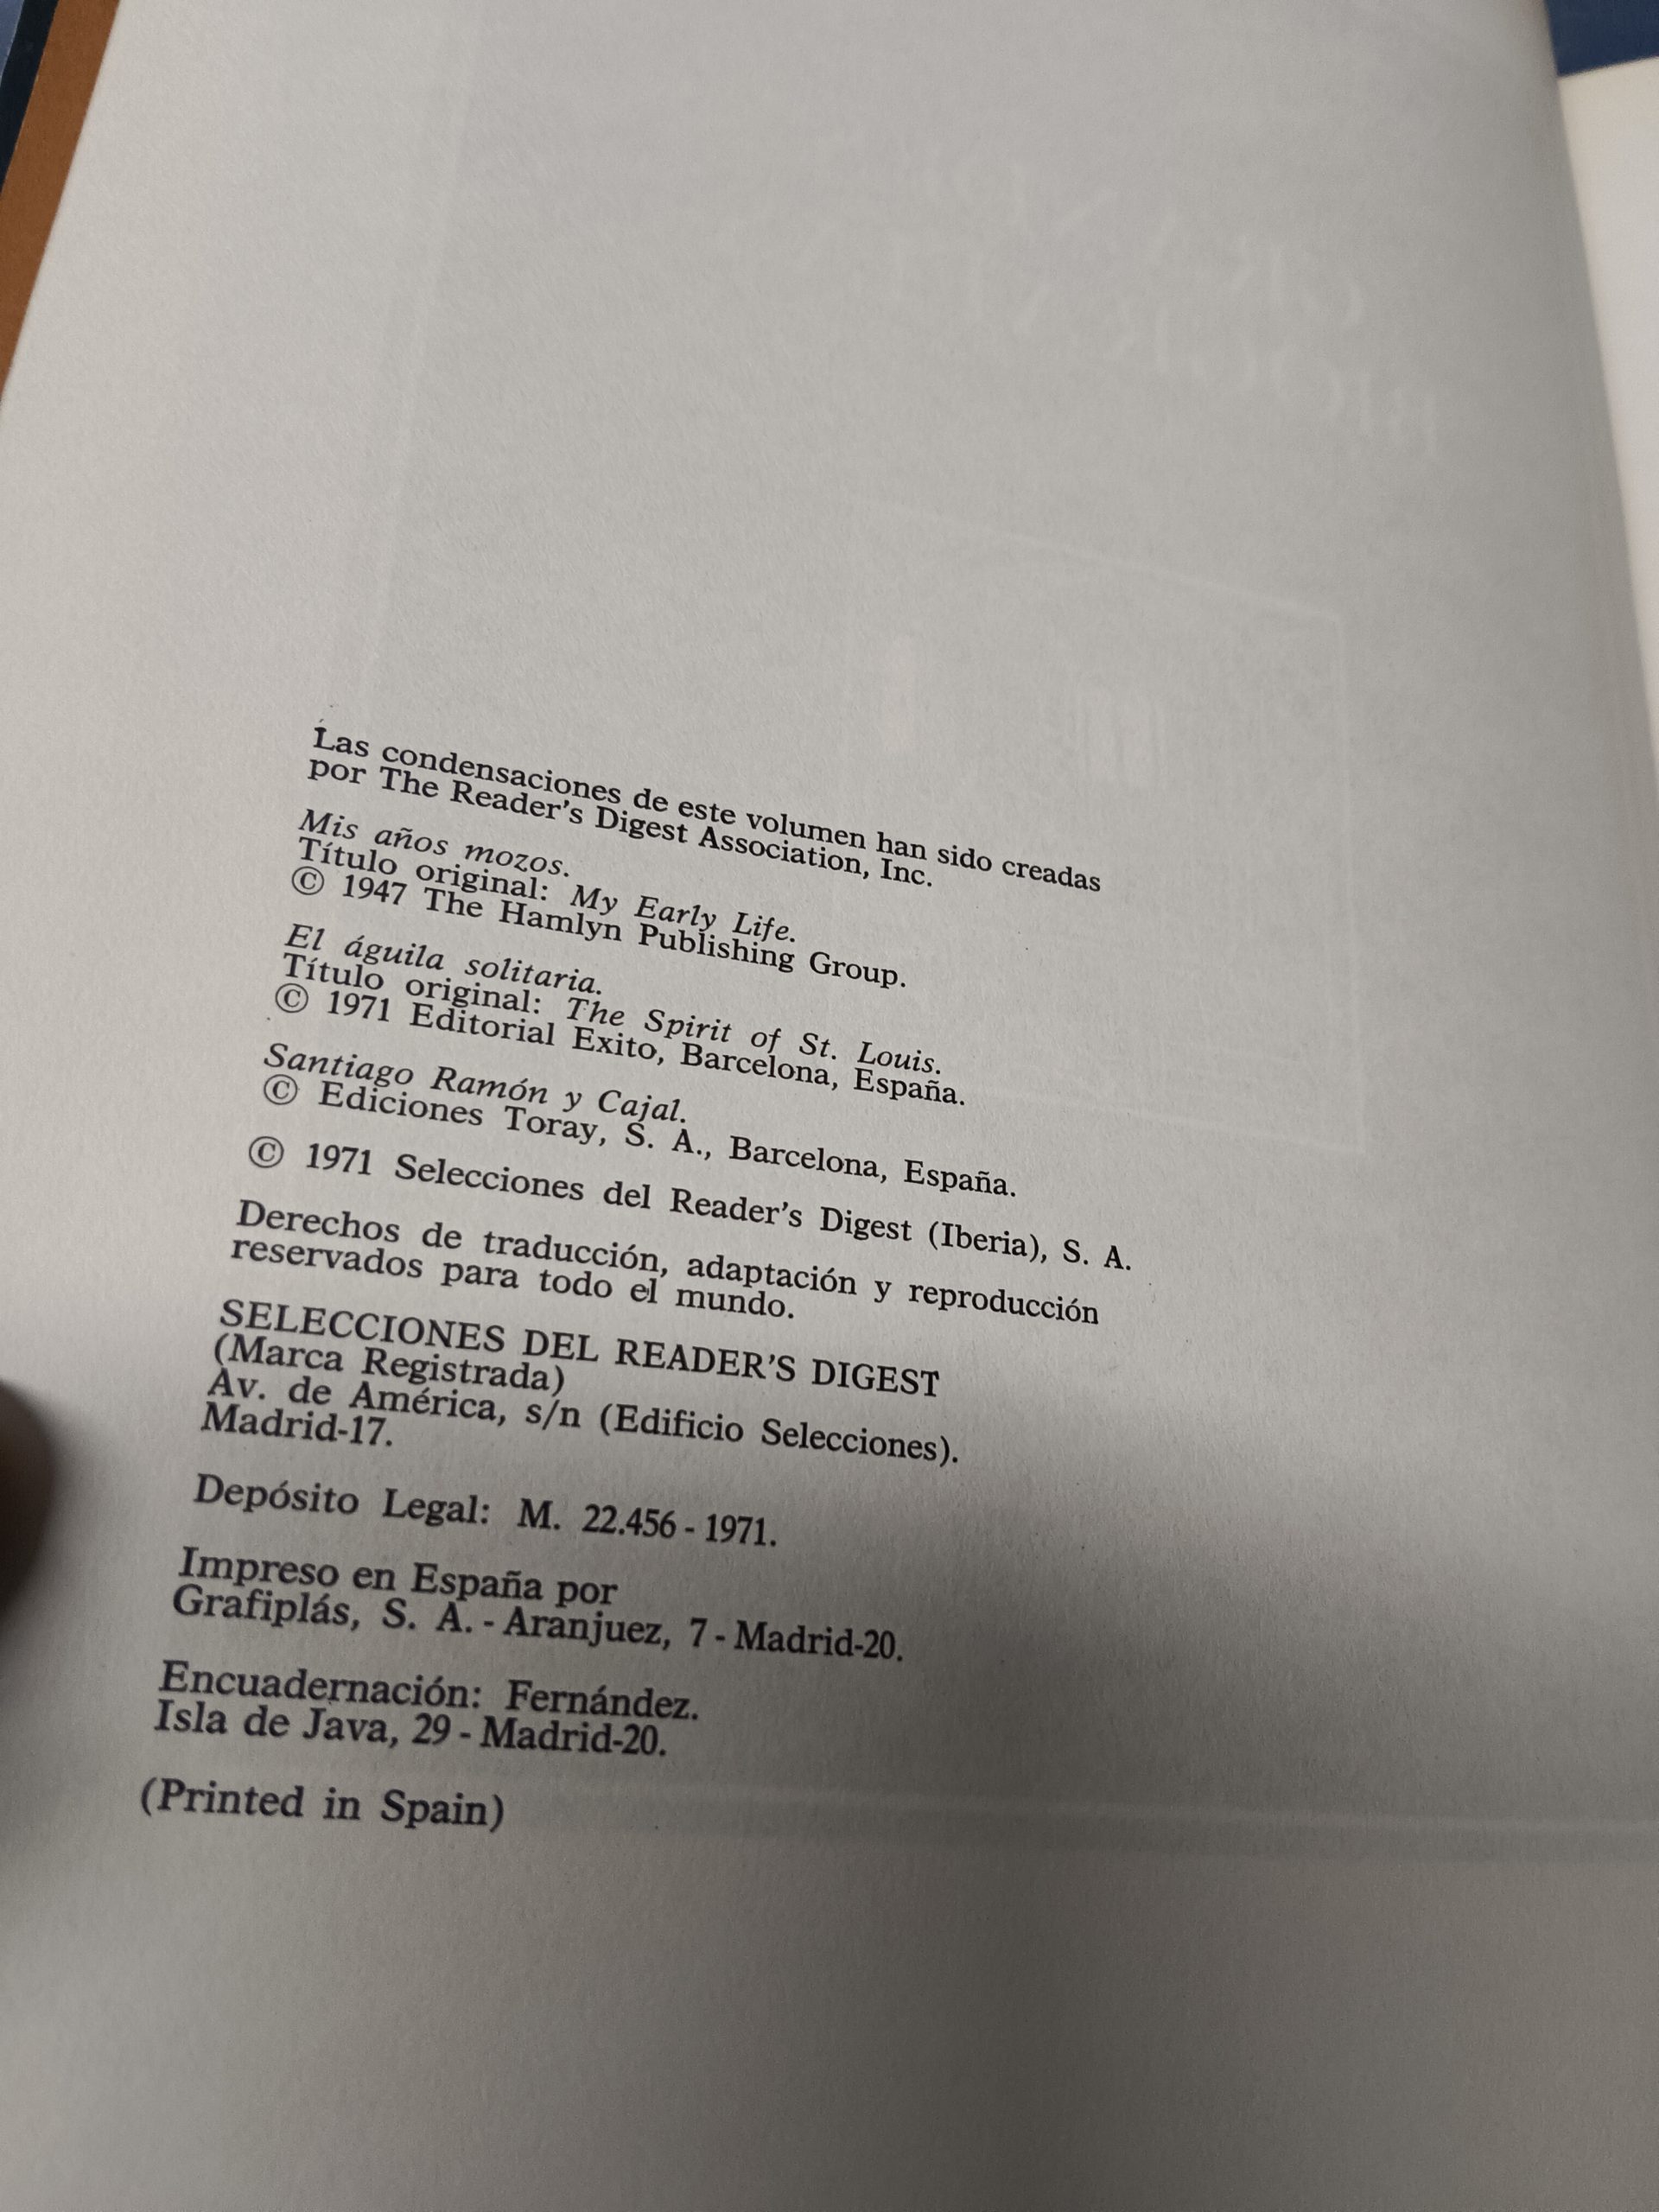 Las condensaciones de este volumen han sido creadas
por The Reader's Digest Association, Inc.
Mis años mozos.
Título original: My Early Life.
© 1947 The Hamlyn Publishing Group.
El águila solitaria.
Título original: The Spirit of St. Louis.
© 1971 Editorial Exito, Barcelona, España.
Santiago Ramón y Cajal.
© Ediciones Toray, S. A., Barcelona, España.
© 1971 Selecciones del Reader's Digest (Iberia), S. A.
Derechos de traducción, adaptación y reproducción
reservados para todo el mundo.
SELECCIONES DEL READER'S DIGEST
(Marca Registrada)
Av. de América, s/n (Edificio Selecciones).
Madrid-17.
Depósito Legal: M. 22.456 - 1971.
Impreso en España por
Grafiplás, S. A. - Aranjuez, 7 - Madrid-20.
Encuadernación: Fernández.
Isla de Java, 29 - Madrid-20.
(Printed in Spain)